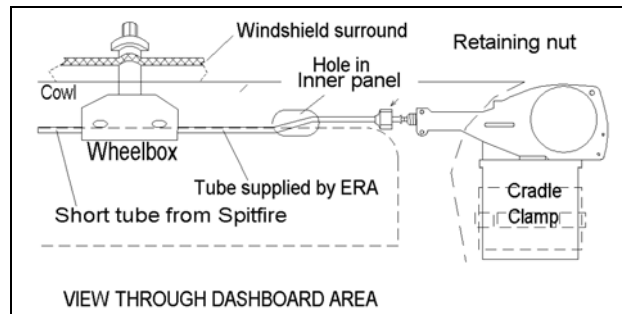 Windshield surround
Retaining nut
Hole in
Inner panel
Cowl
Wheelbox
Tube supplied by ERA
Short tube from Spitfire
Cradle
Clamp
VIEW THROUGH DASHBOARD AREA